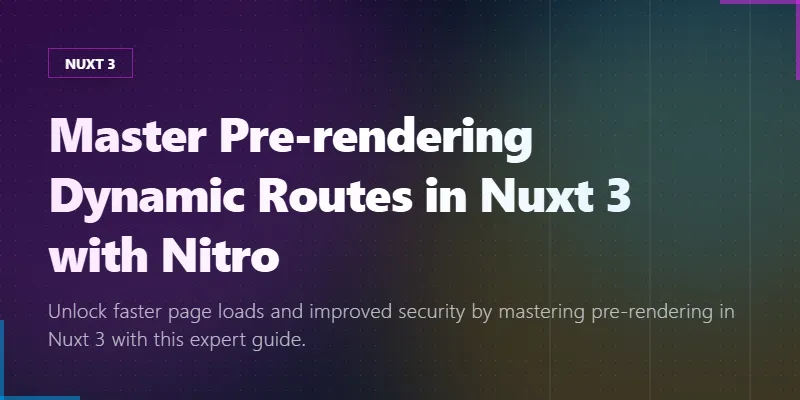 NUXT 3
Master Pre-rendering
Dynamic Routes in Nuxt 3
with Nitro
Unlock faster page loads and improved security by mastering pre-rendering in
Nuxt 3 with this expert guide.